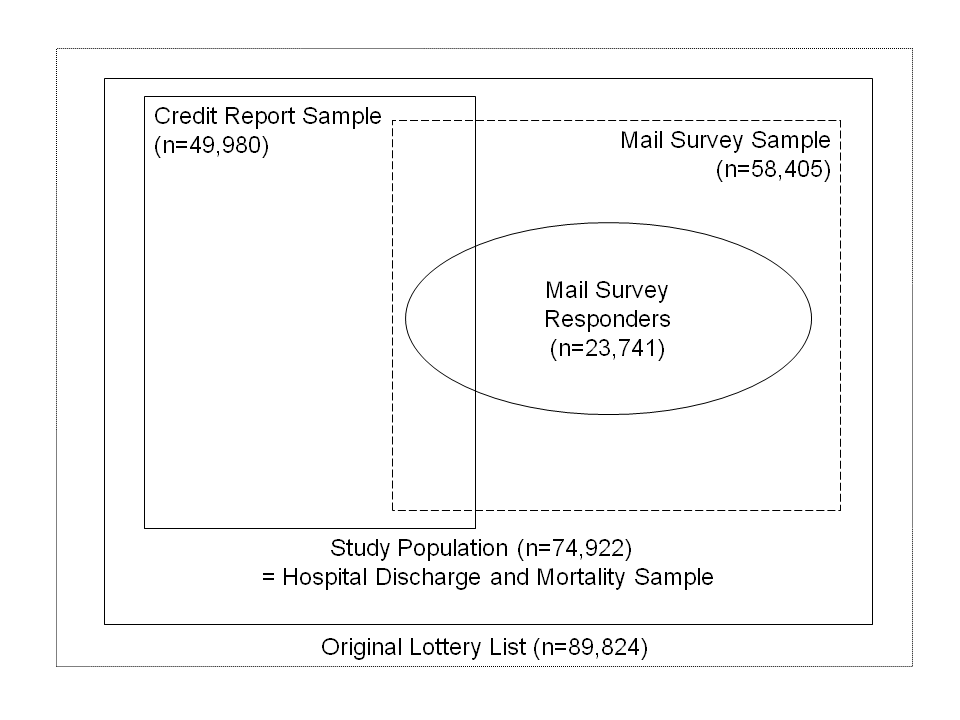 Credit Report Sample
(n=49,980)
Mail Survey Sample
(n=58,405)
Mail Survey
Responders
(n=23,741)
Study Population (n=74,922)
= Hospital Discharge and Mortality Sample
Original Lottery List (n=89,824)